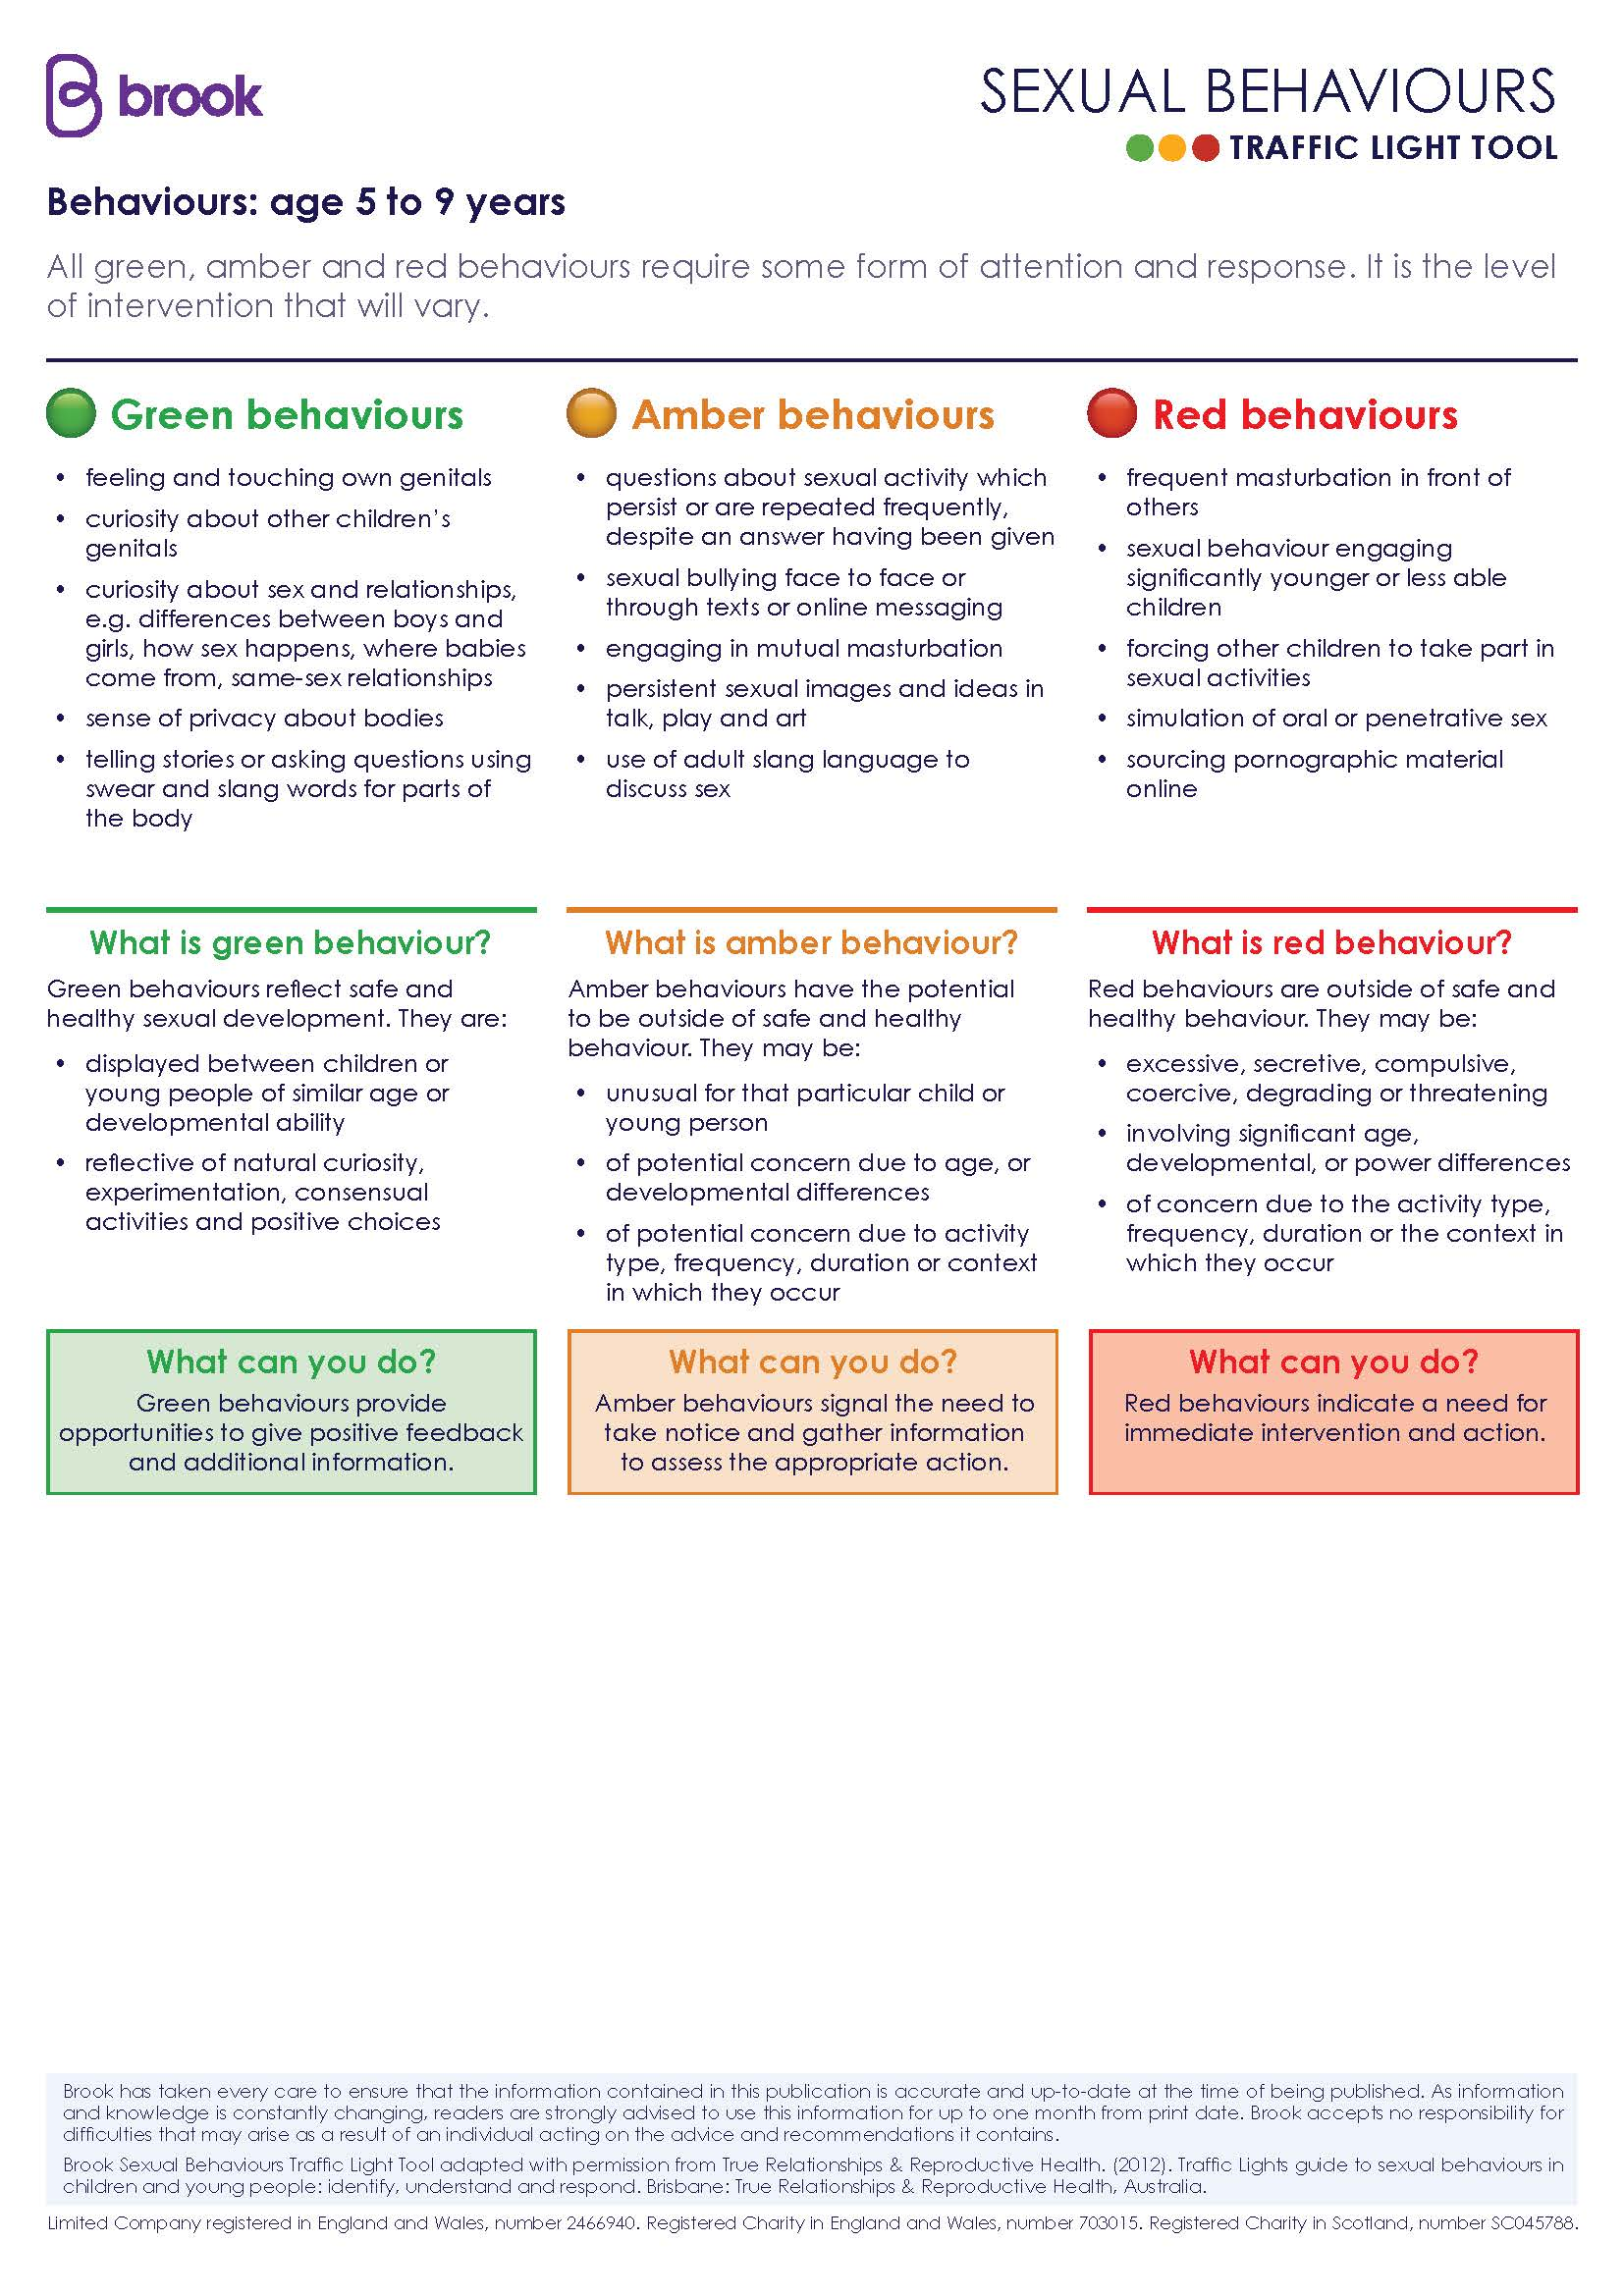 brook
SEXUAL BEHAVIOURS
TRAFFIC LIGHT TOOL
Behaviours: age 5 to 9 years
All green, amber and red behaviours require some form of attention and response. It is the level
of intervention that will vary.
Green behaviours
• feeling and touching own genitals
• curiosity about other children's
genitals
• curiosity about sex and relationships,
e.g. differences between boys and
girls, how sex happens, where babies
come from, same-sex relationships
• sense of privacy about bodies
• telling stories or asking questions using
swear and slang words for parts of
the body
Amber behaviours
• questions about sexual activity which
persist or are repeated frequently,
despite an answer having been given
• sexual bullying face to face or
through texts or online messaging
• engaging in mutual masturbation
• persistent sexual images and ideas in
talk, play and art
• use of adult slang language to
discuss sex
Red behaviours
• frequent masturbation in front of
others
• sexual behaviour engaging
significantly younger or less able
children
• forcing other children to take part in
sexual activities
• simulation of oral or penetrative sex
• sourcing pornographic material
online
What is green behaviour?
Green behaviours reflect safe and
healthy sexual development. They are:
• displayed between children or
young people of similar age or
developmental ability
• reflective of natural curiosity,
experimentation, consensual
activities and positive choices
What is amber behaviour?
Amber behaviours have the potential
to be outside of safe and healthy
behaviour. They may be:
• unusual for that particular child or
young person
• of potential concern due to age, or
developmental differences
• of potential concern due to activity
type, frequency, duration or context
in which they occur
What is red behaviour?
Red behaviours are outside of safe and
healthy behaviour. They may be:
• excessive, secretive, compulsive,
coercive, degrading or threatening
• involving significant age,
developmental, or power differences
• of concern due to the activity type,
frequency, duration or the context in
which they occur
What can you do?
Green behaviours provide
opportunities to give positive feedback
and additional information.
What can you do?
Amber behaviours signal the need to
take notice and gather information
to assess the appropriate action.
What can you do?
Red behaviours indicate a need for
immediate intervention and action.
Brook has taken every care to ensure that the information contained in this publication is accurate and up-to-date at the time of being published. As information
and knowledge is constantly changing, readers are strongly advised to use this information for up to one month from print date. Brook accepts no responsibility for
difficulties that may arise as a result of an individual acting on the advice and recommendations it contains.
Brook Sexual Behaviours Traffic Light Tool adapted with permission from True Relationships & Reproductive Health. (2012). Traffic Lights guide to sexual behaviours in
children and young people: identify, understand and respond. Brisbane: True Relationships & Reproductive Health, Australia.
Limited Company registered in England and Wales, number 2466940. Registered Charity in England and Wales, number 703015. Registered Charity in Scotland, number SC045788.